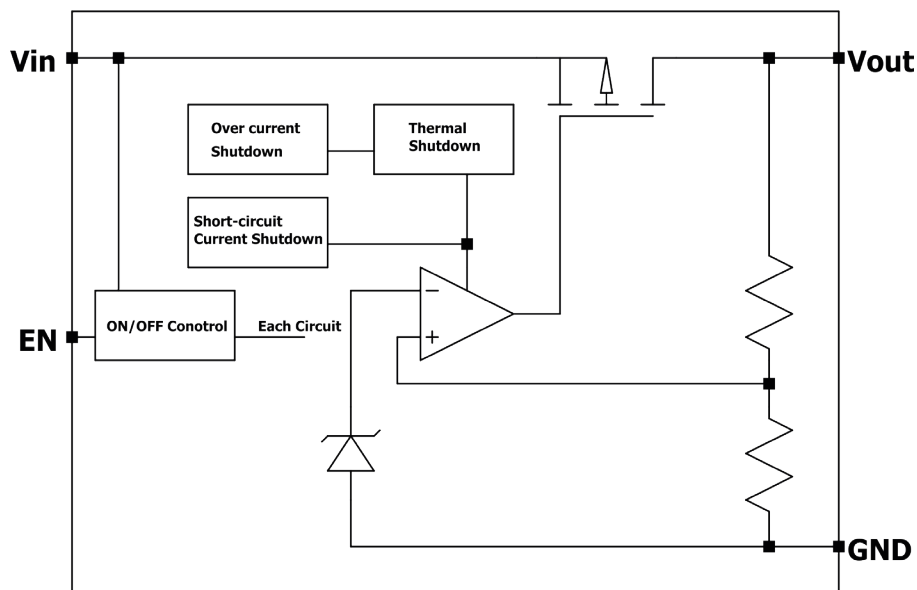 Vin
Vout
Over current
Shutdown
Thermal
Shutdown
Short-circuit
Current Shutdown
−
+
EN
ON/OFF Conotrol
Each Circuit
GND